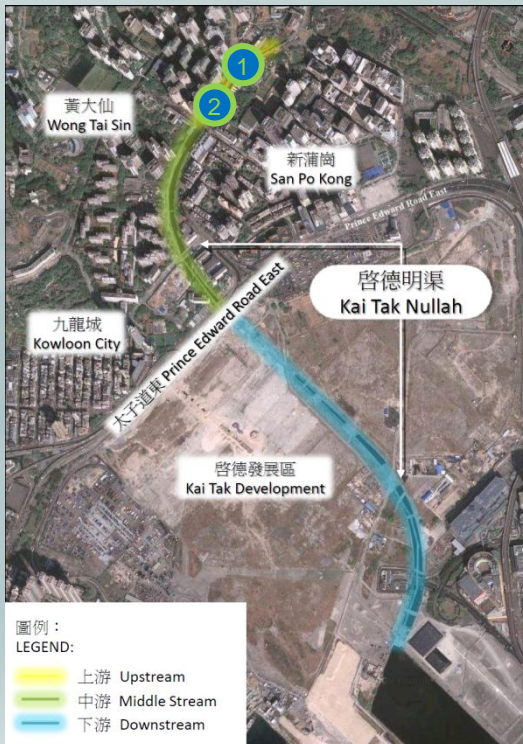 1
2
黃大仙
Wong Tai Sin
新蒲崗
San Po Kong
Prince Edward Road East
啓德明渠
Kai Tak Nullah
九龍城
Kowloon City
太子道東 Prince Edward Road East
啓德發展區
Kai Tak Development
圖例：
LEGEND:
上游 Upstream
中游 Middle Stream
下游 Downstream